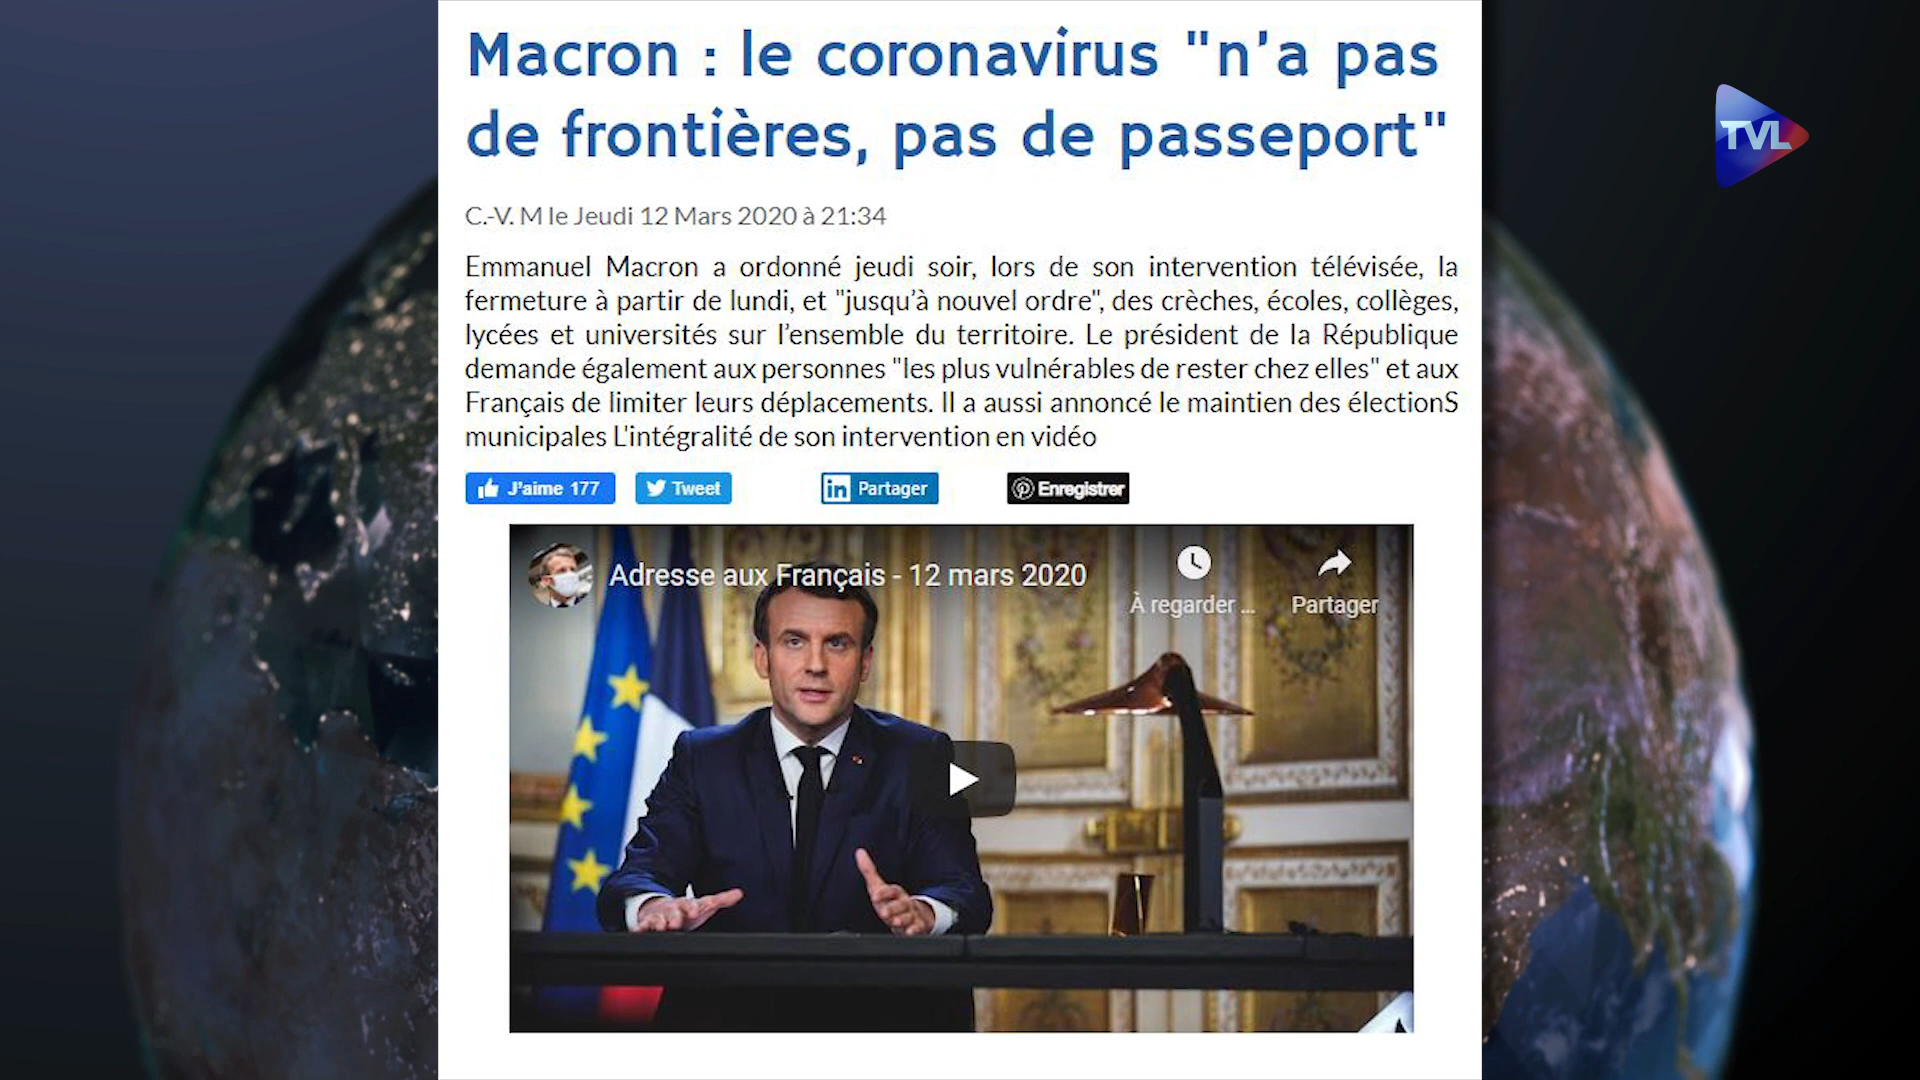 Macron : le coronavirus "n'a pas
de frontières, pas de passeport"
TVL
C.-V. M le Jeudi 12 Mars 2020 à 21:34
Emmanuel Macron a ordonné jeudi soir, lors de son intervention télévisée, la
fermeture à partir de lundi, et "jusqu'à nouvel ordre", des crèches, écoles, collèges,
lycées et universités sur l'ensemble du territoire. Le président de la République
demande également aux personnes "les plus vulnérables de rester chez elles" et aux
Français de limiter leurs déplacements. Il a aussi annoncé le maintien des électionS
municipales L'intégralité de son intervention en vidéo
J'aime 177 Tweet in Partager Enregistrer
Adresse aux Français - 12 mars 2020
À regarder ... Partager